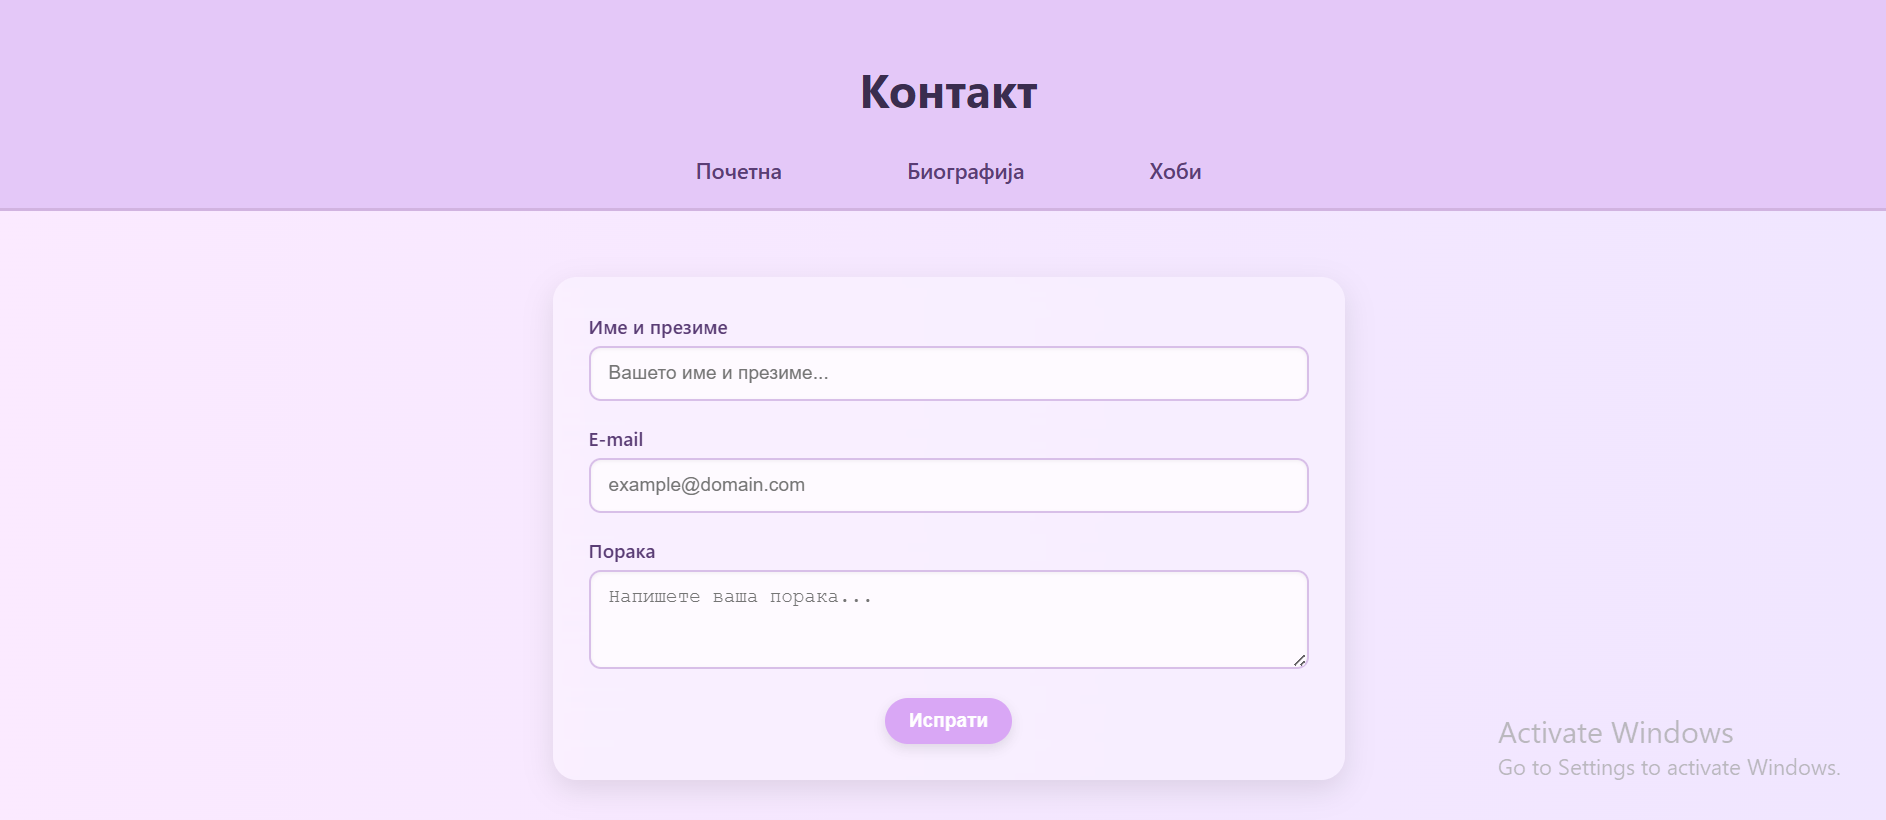 Контакт
Почетна Биографија Хоби
Име и презиме
Вашето име и презиме...
E-mail
example@domain.com
Порака
Напишете ваша порака...
Испрати
Activate Windows
Go to Settings to activate Windows.